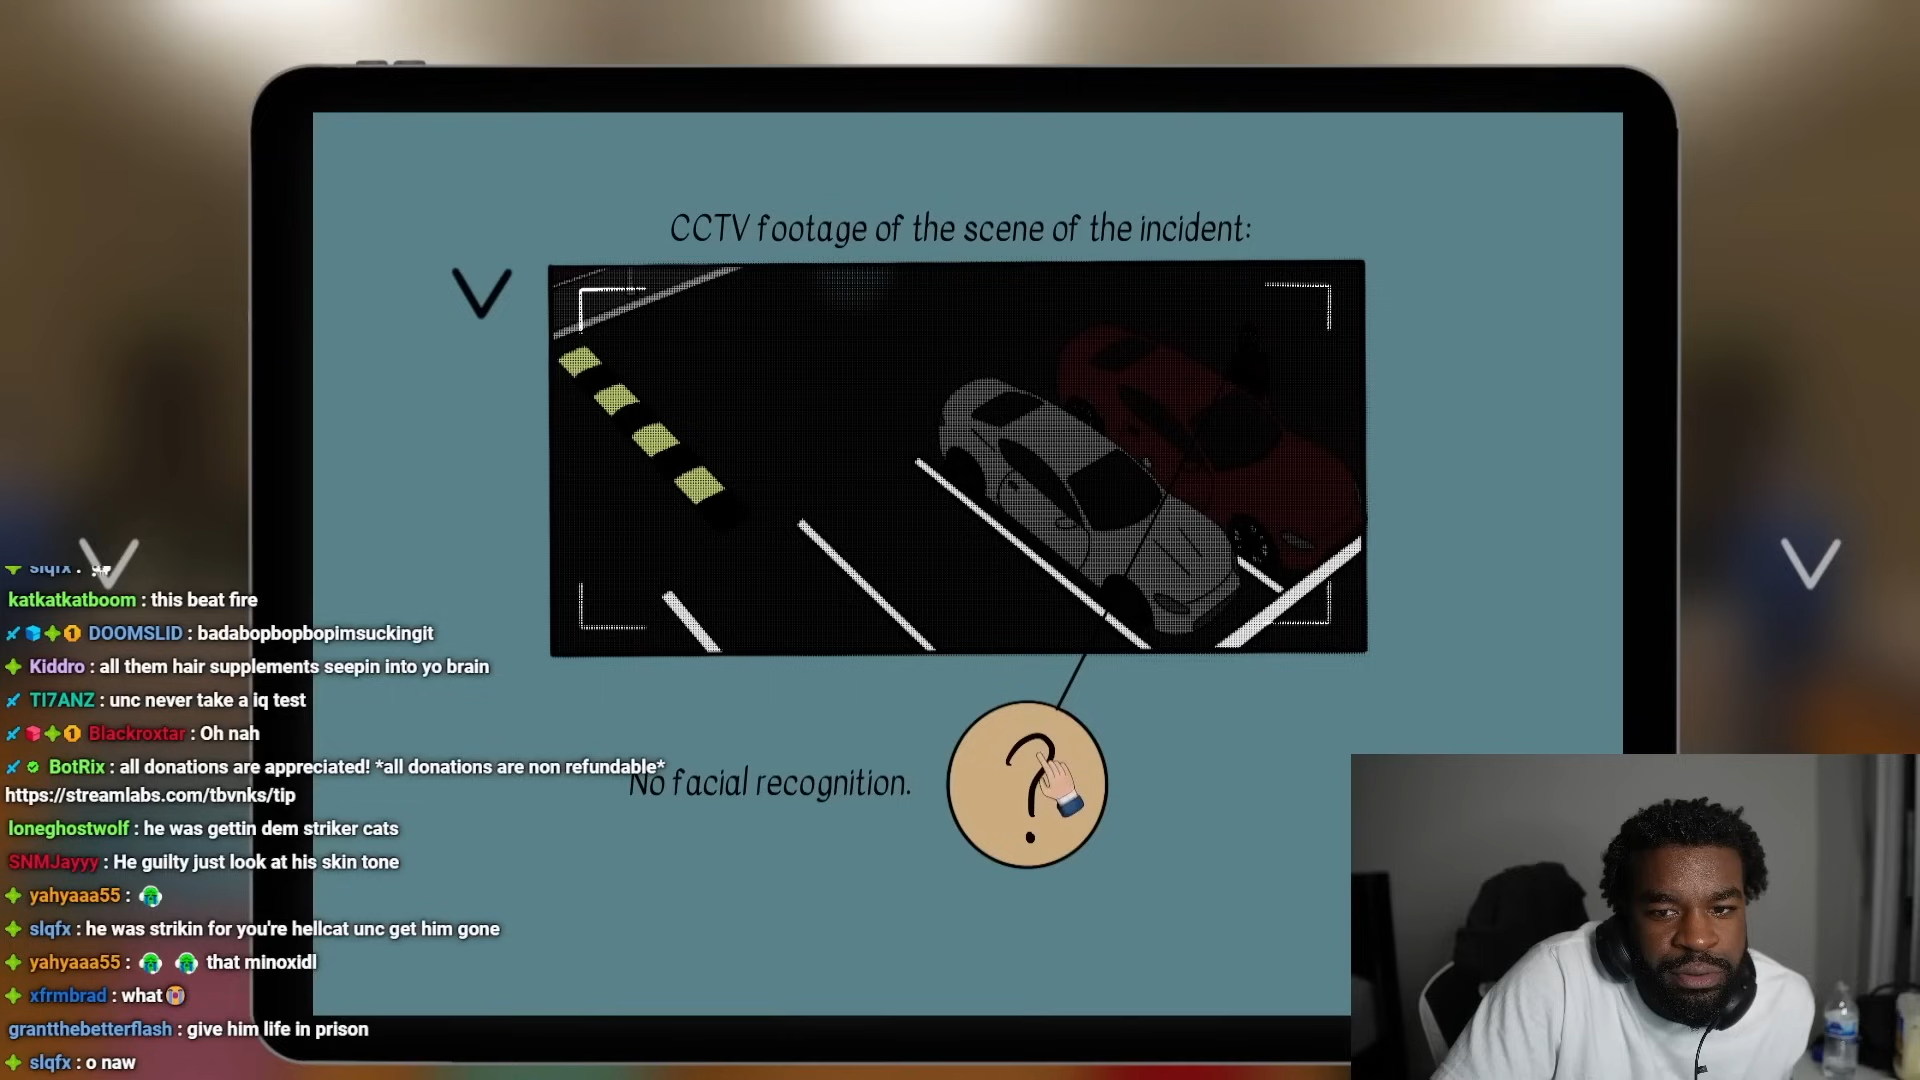 CCTV footage of the scene of the incident:
No facial recognition.
?
slqfx :
katkatkatboom : this beat fire
DOOMSLID : badabopbopbopimsuckingit
Kiddro : all them hair supplements seepin into yo brain
TI7ANZ : unc never take a iq test
Blackroxtar : Oh nah
BotRix : all donations are appreciated! *all donations are non refundable*
https://streamlabs.com/tbvnks/tip
loneghostwolf : he was gettin dem striker cats
SNMJayyy : He guilty just look at his skin tone
yahyaaa55 :
slqfx : he was strikin for you're hellcat unc get him gone
yahyaaa55 : that minoxidl
xfrmbrad : what
grantthebetterflash : give him life in prison
slqfx : o naw